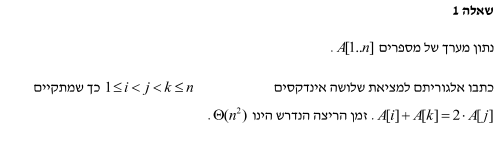 שאלה 1
נתון מערך של מספרים A[1..n] .
כתבו אלגוריתם למציאת שלושה אינדקסים 1≤i<j<k≤n כך שמתקיים
A[i]+A[k]=2·A[j] . זמן הריצה הנדרש הינו Θ(n²) .